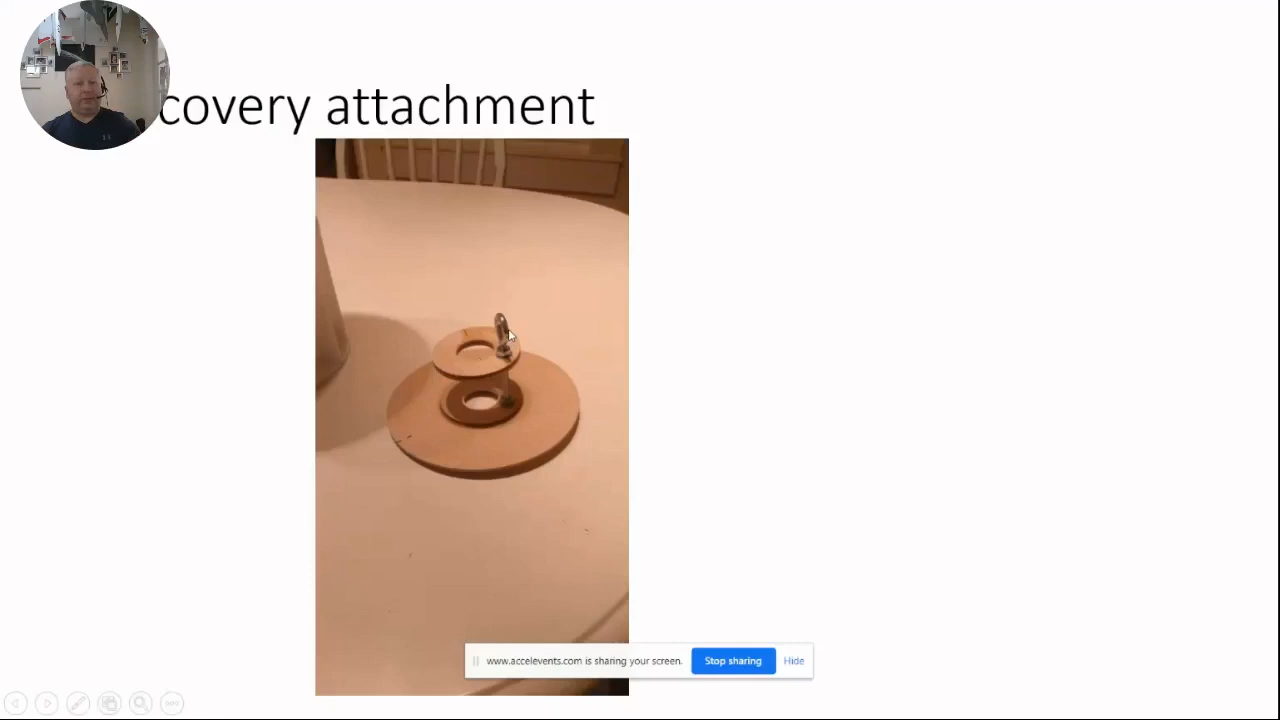 covery attachment
www.accelevents.com is sharing your screen.
Stop sharing
Hide